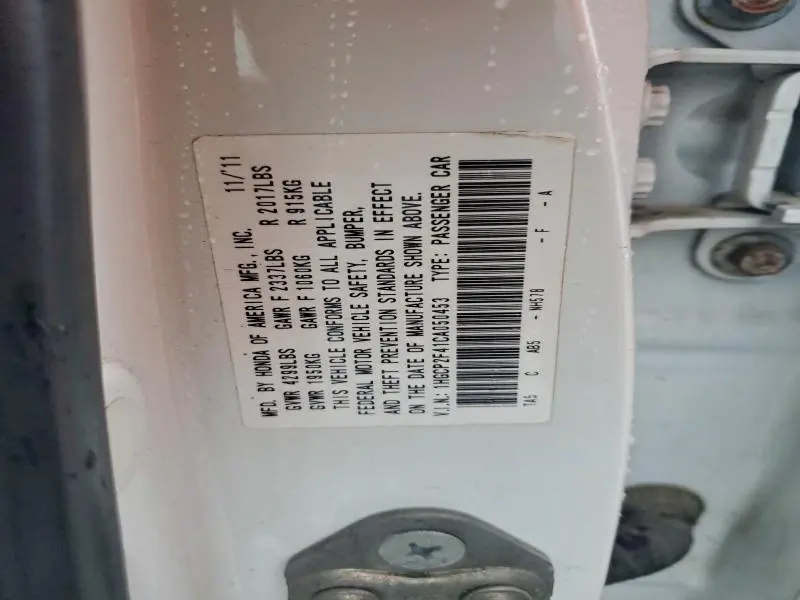 MFD. BY HONDA OF AMERICA MFG., INC. 11/'11
GVWR 4299LBS GAWR F 2337LBS R 2017LBS
GVWR 1950KG GAWR F 1060KG R 915KG
THIS VEHICLE CONFORMS TO ALL APPLICABLE
FEDERAL MOTOR VEHICLE SAFETY, BUMPER,
AND THEFT PREVENTION STANDARDS IN EFFECT
ON THE DATE OF MANUFACTURE SHOWN ABOVE.
V.I.N.: 1HGCP2F41CA050453 TYPE: PASSENGER CAR
TA5 C AB5 - NH578 - F - A